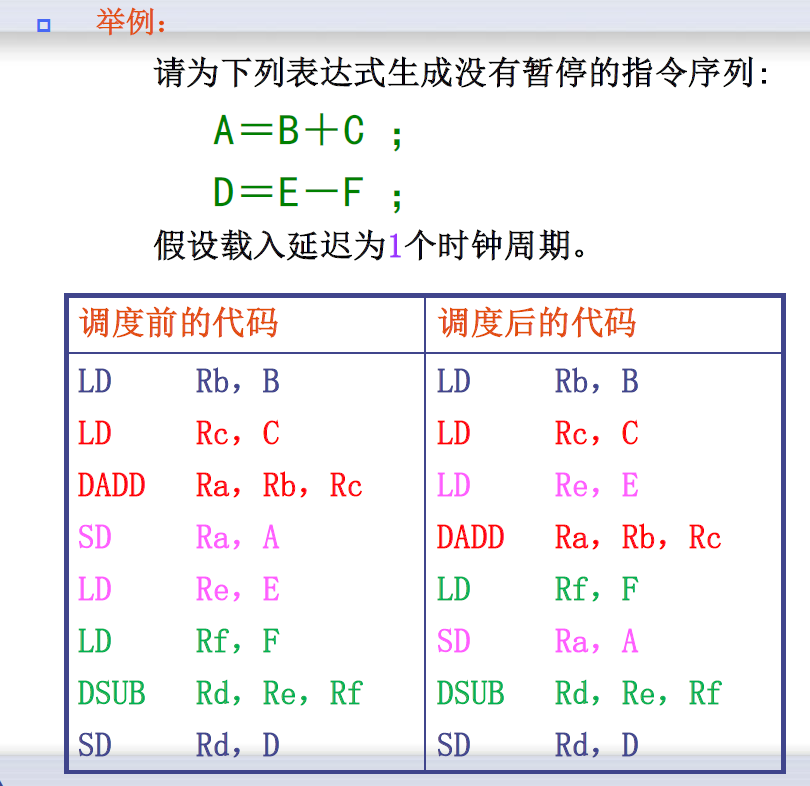 举例：
请为下列表达式生成没有暂停的指令序列：
A＝B＋C ；
D＝E－F ；
假设载入延迟为1个时钟周期。
调度前的代码 调度后的代码
LD Rb，B LD Rb，B
LD Rc，C LD Rc，C
DADD Ra，Rb，Rc LD Re，E
SD Ra，A DADD Ra，Rb，Rc
LD Re，E LD Rf，F
LD Rf，F SD Ra，A
DSUB Rd，Re，Rf DSUB Rd，Re，Rf
SD Rd，D SD Rd，D